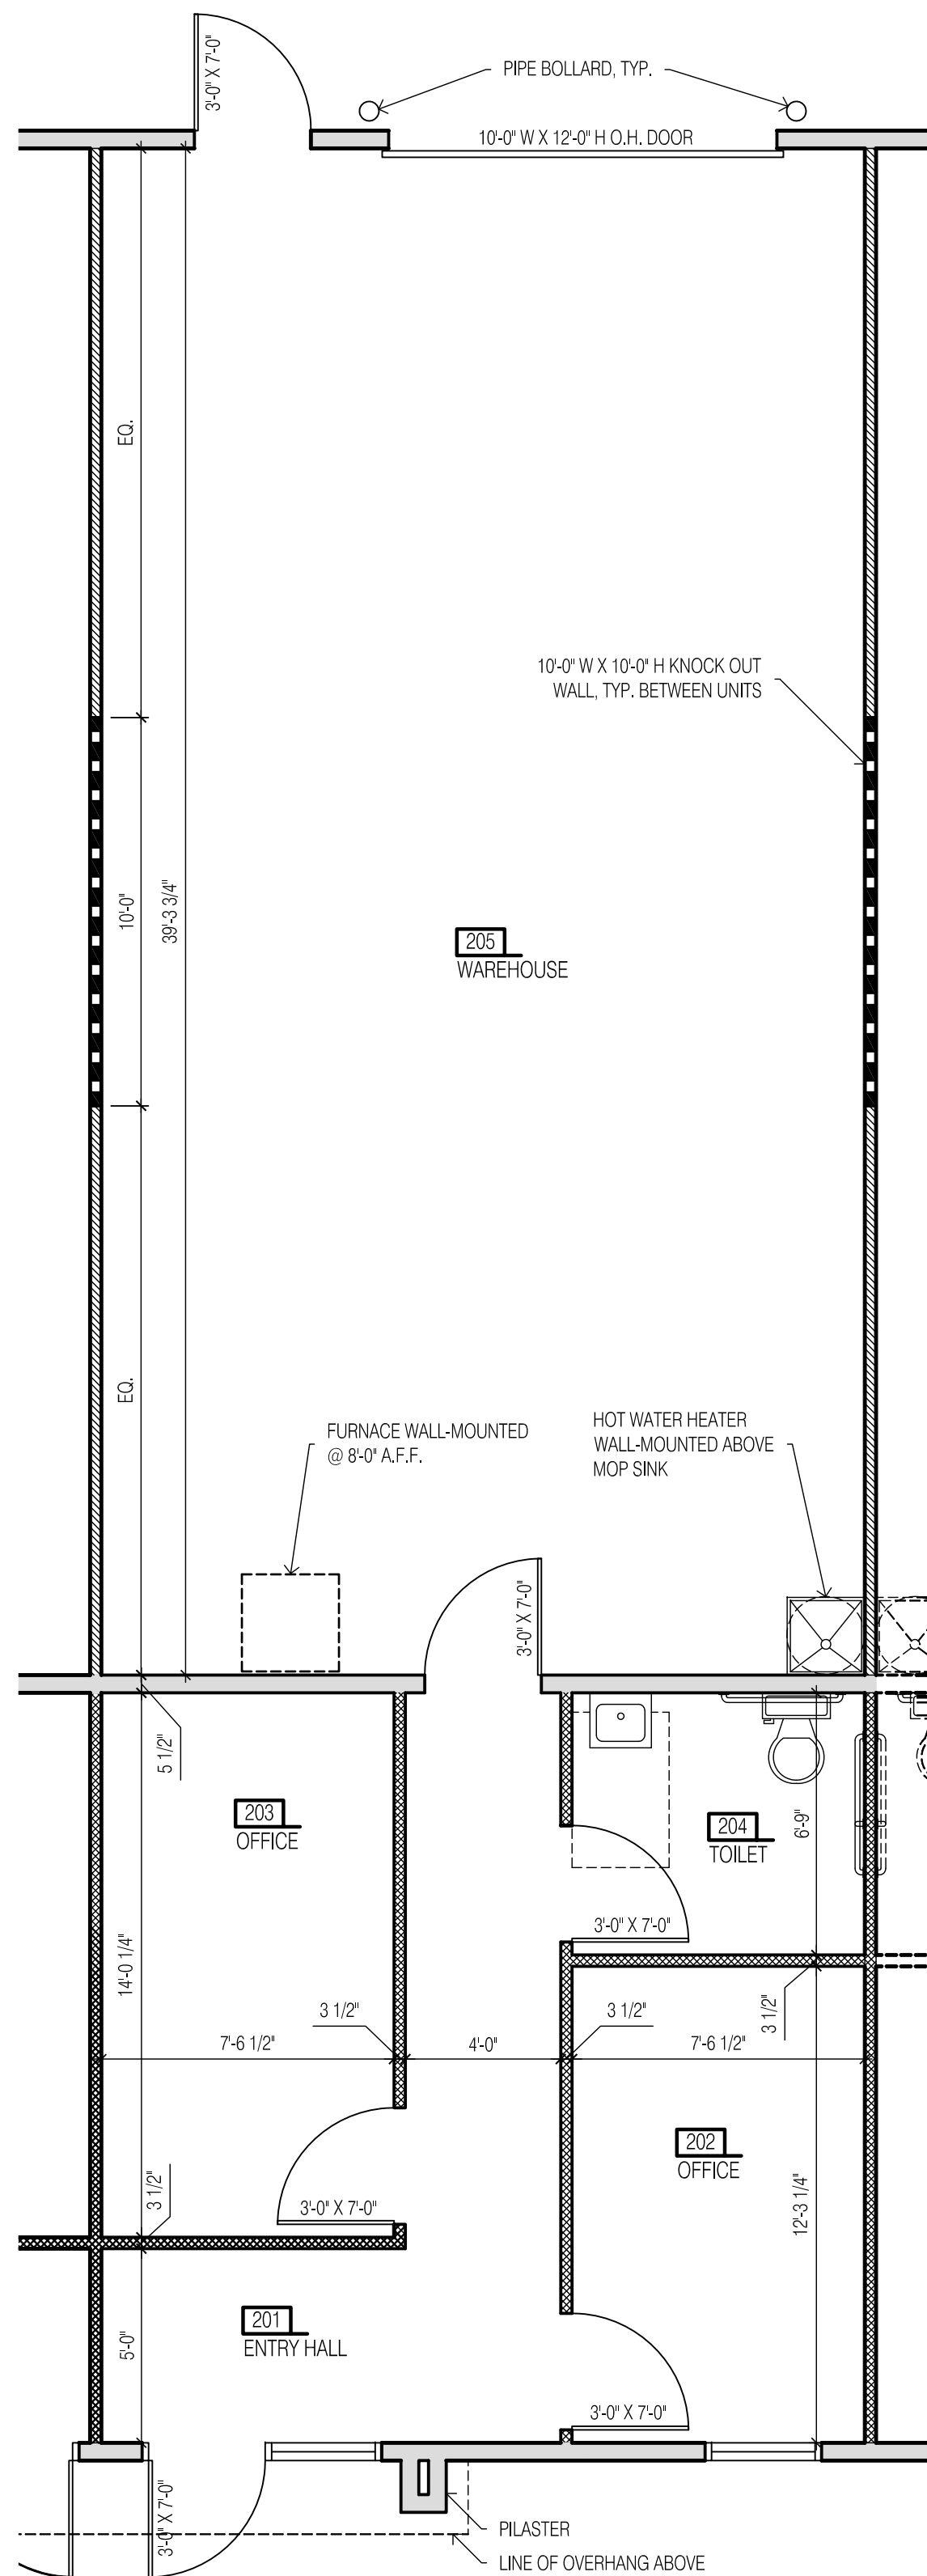 3'-0" X 7'-0"
PIPE BOLLARD, TYP.
10'-0" W X 12'-0" H O.H. DOOR
EQ.
10'-0" W X 10'-0" H KNOCK OUT
WALL, TYP. BETWEEN UNITS
10'-0"
39'-3 3/4"
205
WAREHOUSE
EQ.
FURNACE WALL-MOUNTED
@ 8'-0" A.F.F.
HOT WATER HEATER
WALL-MOUNTED ABOVE
MOP SINK
3'-0" X 7'-0"
5 1/2"
203
OFFICE
204
TOILET
6'-9"
3'-0" X 7'-0"
14'-0 1/4"
3 1/2"
3 1/2"
3 1/2"
7'-6 1/2"
4'-0"
7'-6 1/2"
202
OFFICE
3 1/2"
3'-0" X 7'-0"
12'-3 1/4"
201
ENTRY HALL
5'-0"
3'-0" X 7'-0"
3'-0" X 7'-0"
PILASTER
LINE OF OVERHANG ABOVE